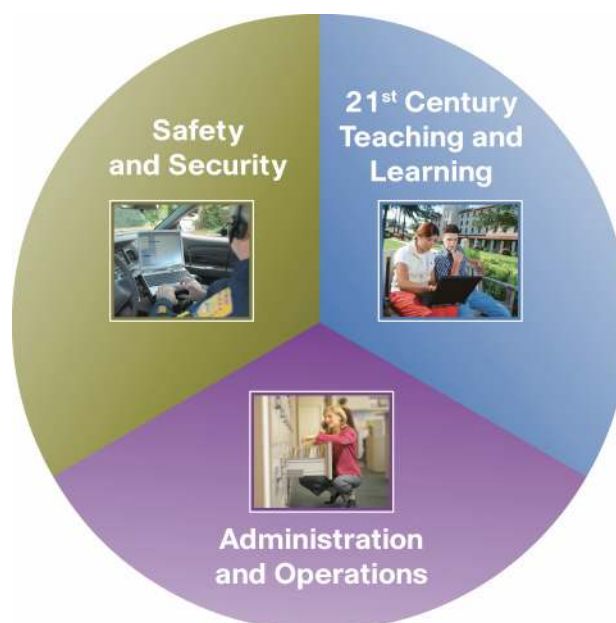 Safety
and Security
21st Century
Teaching and
Learning
Administration
and Operations